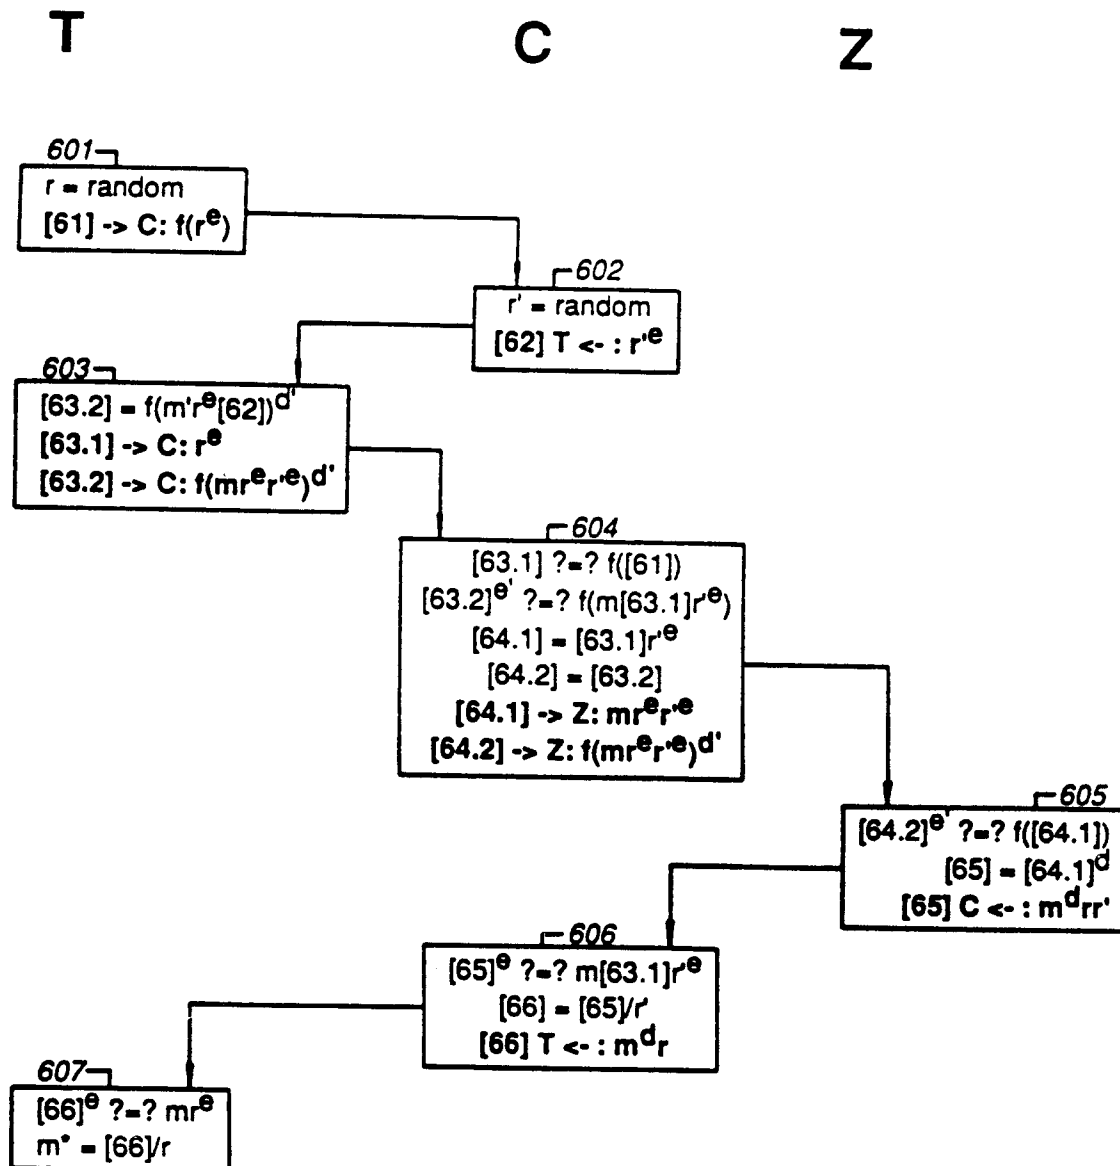 T
C
Z
601
r = random
[61] -> C: f(r^e)
602
r' = random
[62] T <- : r'^e
603
[63.2] = f(m'r^e[62])^d'
[63.1] -> C: r^e
[63.2] -> C: f(mr^er'^e)^d'
604
[63.1] ?=? f([61])
[63.2]^e' ?=? f(m[63.1]r'^e)
[64.1] = [63.1]r'^e
[64.2] = [63.2]
[64.1] -> Z: mr^er'^e
[64.2] -> Z: f(mr^er'^e)^d'
605
[64.2]^e' ?=? f([64.1])
[65] = [64.1]^d
[65] C <- : m^drr'
606
[65]^e ?=? m[63.1]r'^e
[66] = [65]/r'
[66] T <- : m^dr
607
[66]^e ?=? mr^e
m* = [66]/r